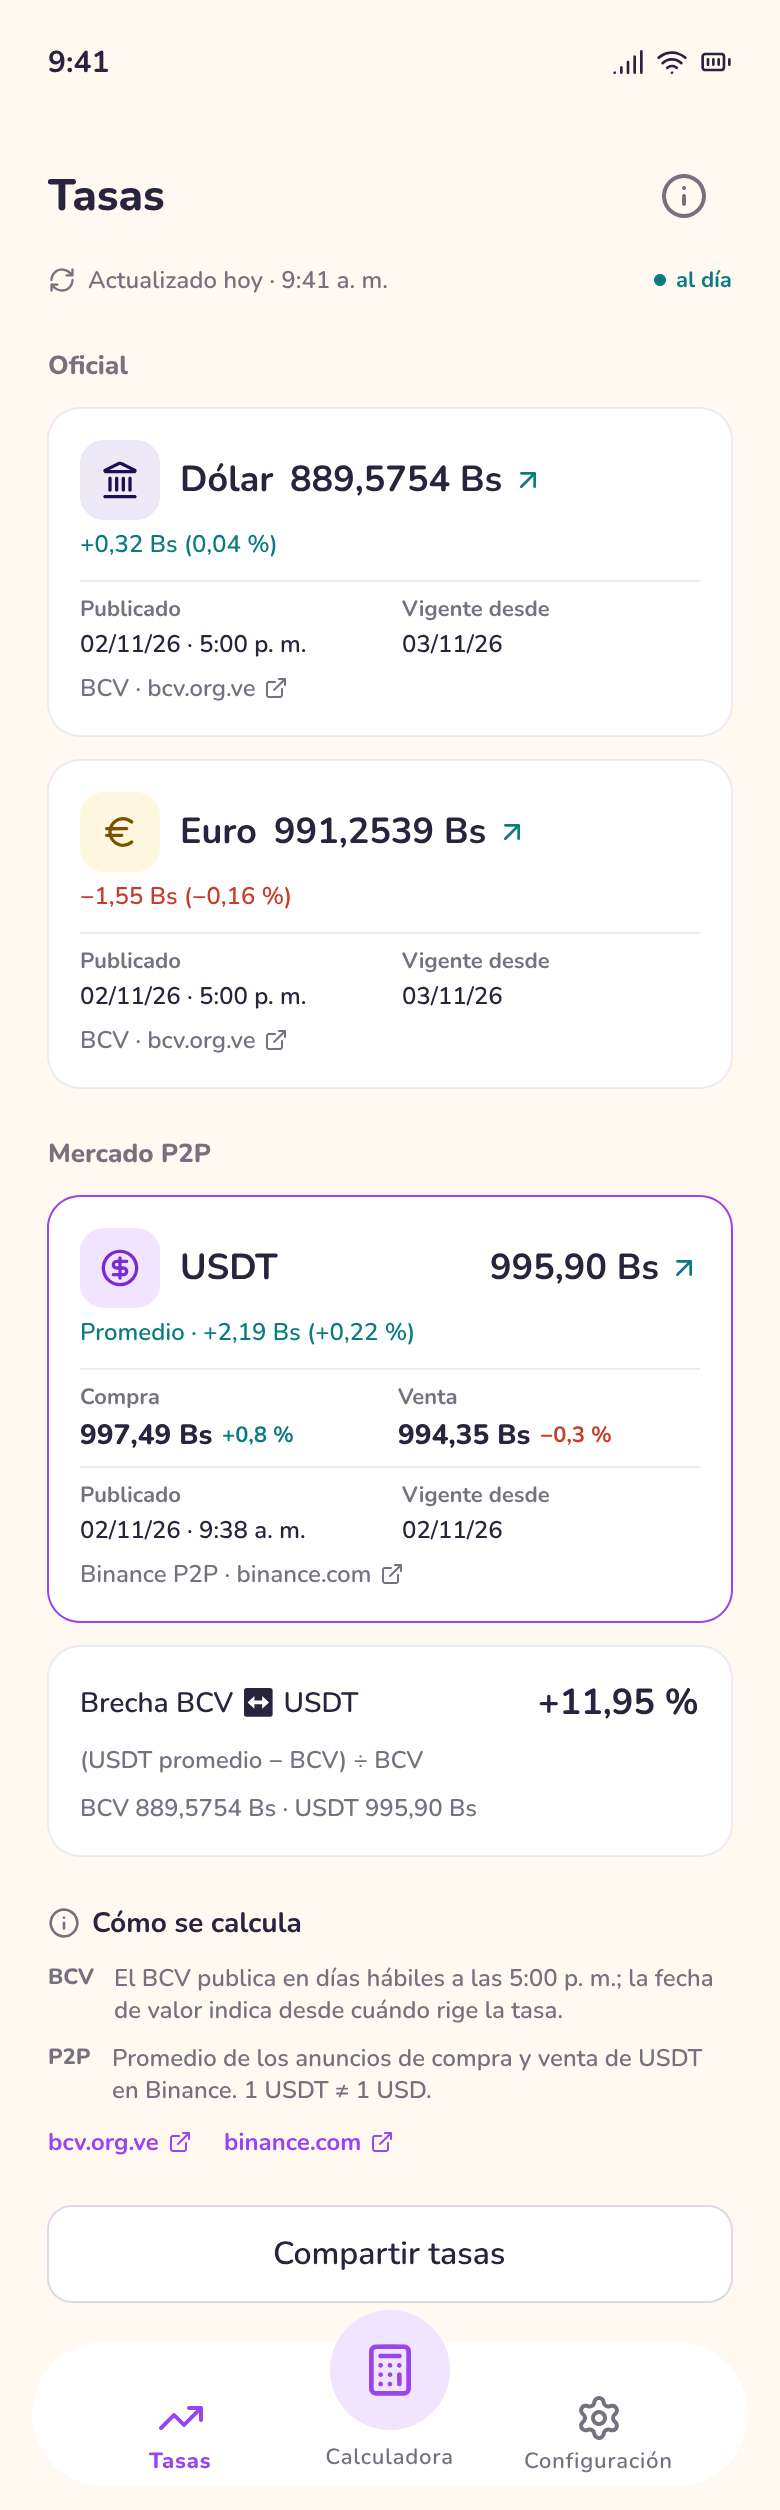 9:41
Tasas
Actualizado hoy · 9:41 a. m.
al día
Oficial
Dólar 889,5754 Bs
+0,32 Bs (0,04 %)
Publicado
Vigente desde
02/11/26 · 5:00 p. m.
03/11/26
BCV · bcv.org.ve
Euro 991,2539 Bs
−1,55 Bs (−0,16 %)
Publicado
Vigente desde
02/11/26 · 5:00 p. m.
03/11/26
BCV · bcv.org.ve
Mercado P2P
USDT
995,90 Bs
Promedio · +2,19 Bs (+0,22 %)
Compra
Venta
997,49 Bs +0,8 %
994,35 Bs −0,3 %
Publicado
Vigente desde
02/11/26 · 9:38 a. m.
02/11/26
Binance P2P · binance.com
Brecha BCV ↔ USDT
+11,95 %
(USDT promedio − BCV) ÷ BCV
BCV 889,5754 Bs · USDT 995,90 Bs
Cómo se calcula
BCV El BCV publica en días hábiles a las 5:00 p. m.; la fecha
de valor indica desde cuándo rige la tasa.
P2P Promedio de los anuncios de compra y venta de USDT
en Binance. 1 USDT ≠ 1 USD.
bcv.org.ve
binance.com
Compartir tasas
Tasas
Calculadora
Configuración